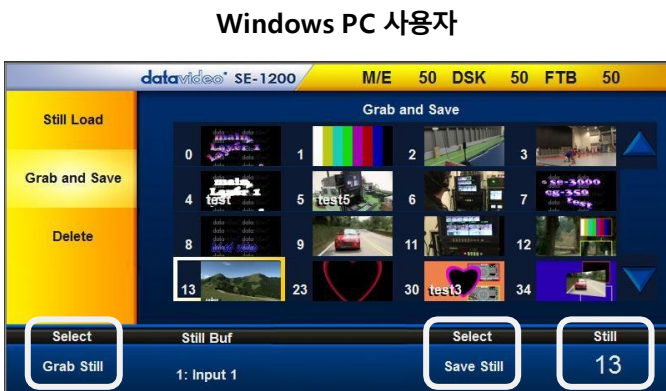 Windows PC 사용자
datavideo SE-1200 M/E 50 DSK 50 FTB 50
Still Load
Grab and Save
Delete
Grab and Save
0 1 2 3
4 test 5 test5 6 7
8 9 11 12
13 23 30 test3 34
Select Still Buf Select Still
Grab Still 1: Input 1 Save Still 13